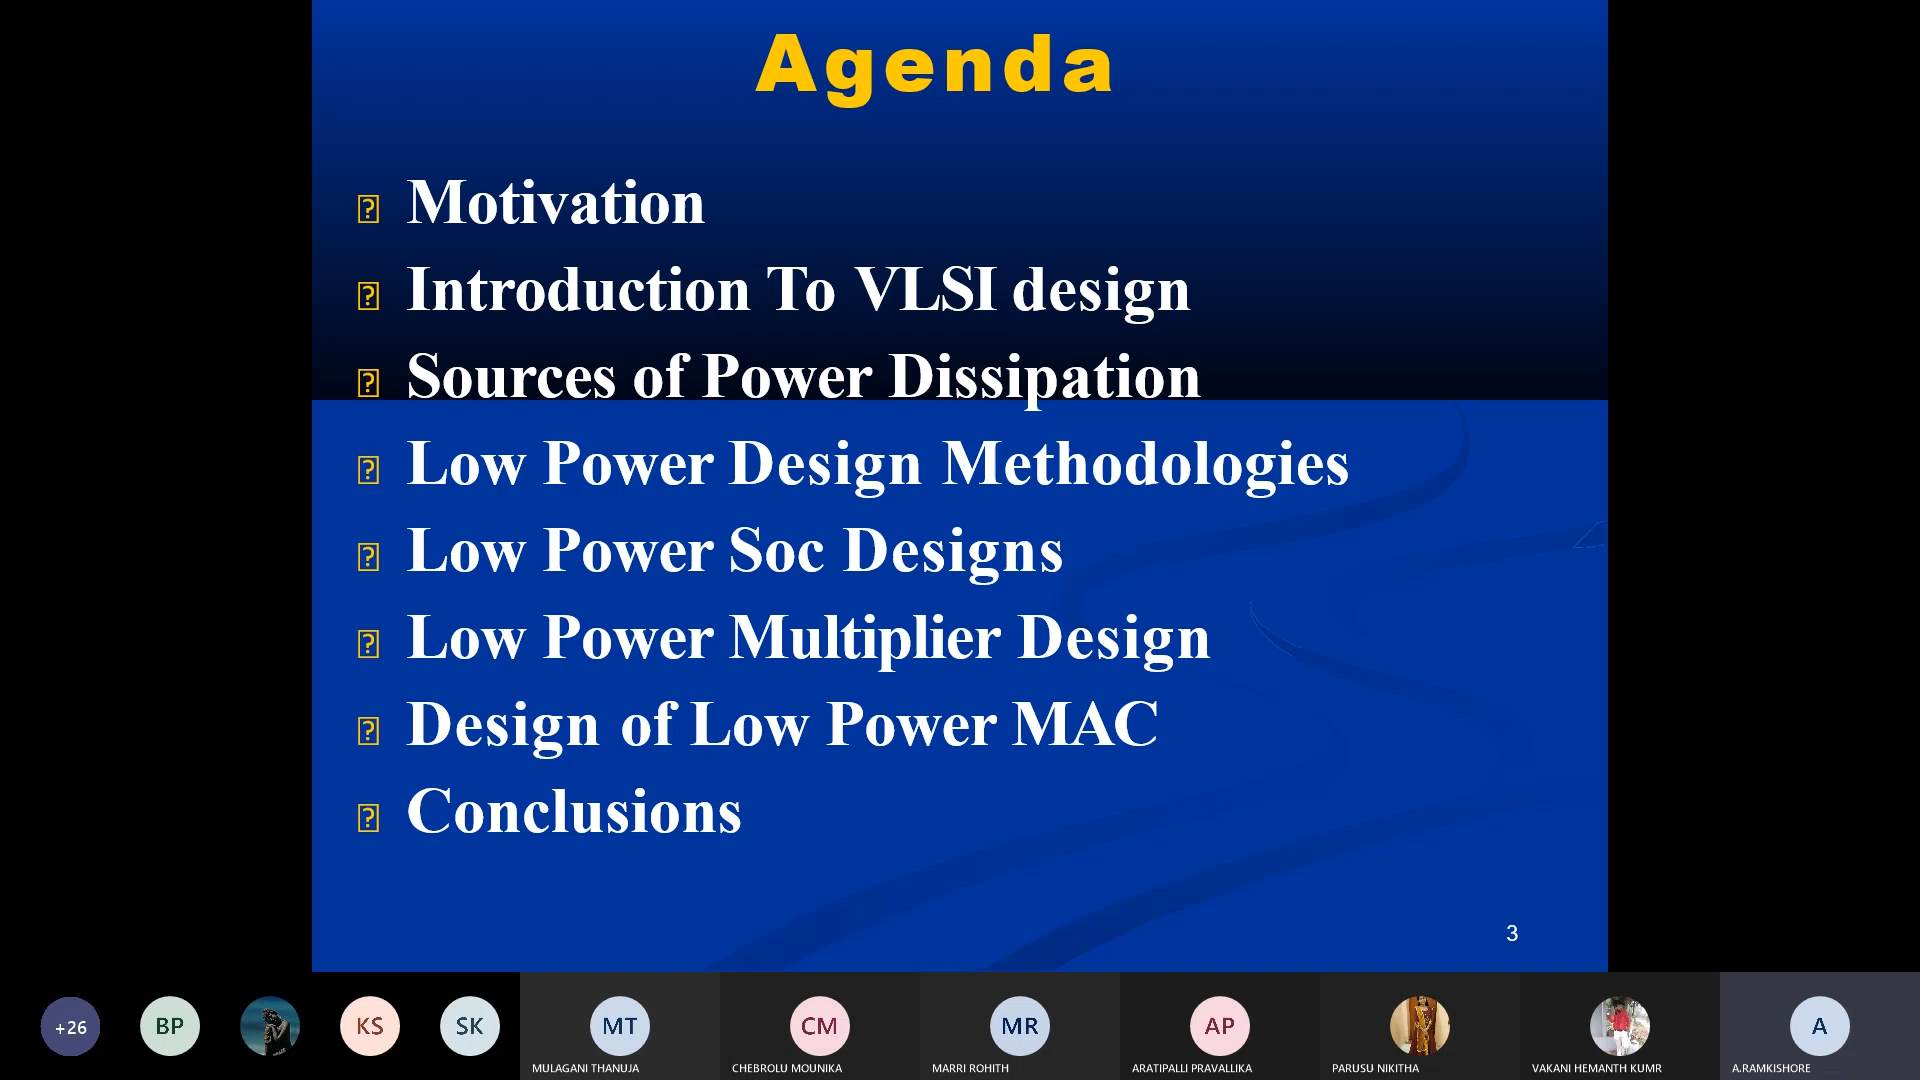 Agenda
Motivation
Introduction To VLSI design
Sources of Power Dissipation
Low Power Design Methodologies
Low Power Soc Designs
Low Power Multiplier Design
Design of Low Power MAC
Conclusions
3
+26
BP
KS
SK
MT
CM
MR
AP
A
MULAGANI THANUJA
CHEBROLU MOUNIKA
MARRI ROHITH
ARATIPALLI PRAVALLIKA
PARUSU NIKITHA
VAKANI HEMANTH KUMR
A.RAMKISHORE